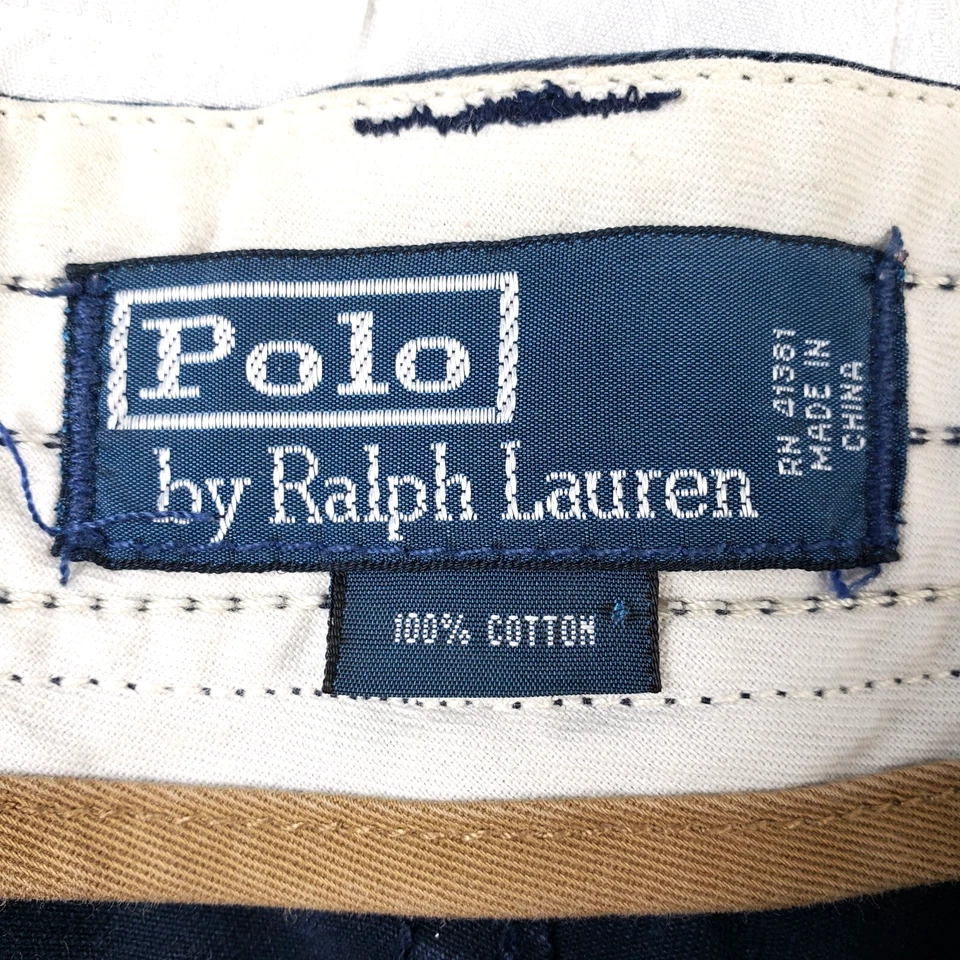 Polo
by Ralph Lauren
RN 41381
MADE IN
CHINA
100% COTTON